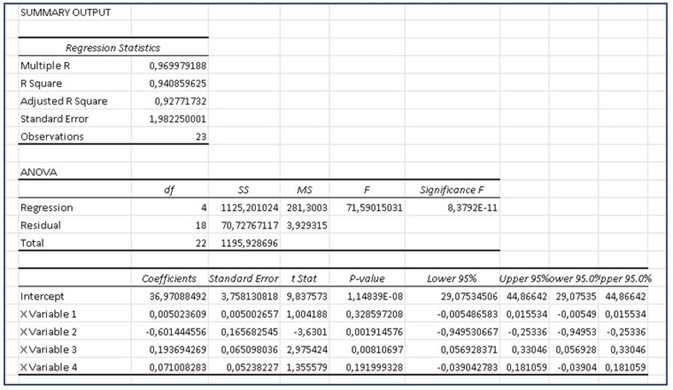 SUMMARY OUTPUT
Regression Statistics
Multiple R 0,969979188
R Square 0,940859625
Adjusted R Square 0,92771732
Standard Error 1,982250001
Observations 23
ANOVA
df SS MS F Significance F
Regression 4 1125,201024 281,3003 71,59015031 8,3792E-11
Residual 18 70,72767117 3,929315
Total 22 1195,928696
Coefficients Standard Error t Stat P-value Lower 95% Upper 95% ower 95.0% pper 95.0%
Intercept 36,97088492 3,758130818 9,837573 1,14839E-08 29,07534506 44,86642 29,07535 44,86642
X Variable 1 0,005023609 0,005002657 1,004188 0,328597208 -0,005486583 0,015534 -0,00549 0,015534
X Variable 2 -0,601444556 0,165682545 -3,6301 0,001914576 -0,949530667 -0,25336 -0,94953 -0,25336
X Variable 3 0,193694269 0,065098036 2,975424 0,00810697 0,056928371 0,33046 0,056928 0,33046
X Variable 4 0,071008283 0,05238227 1,355579 0,191999328 -0,039042783 0,181059 -0,03904 0,181059